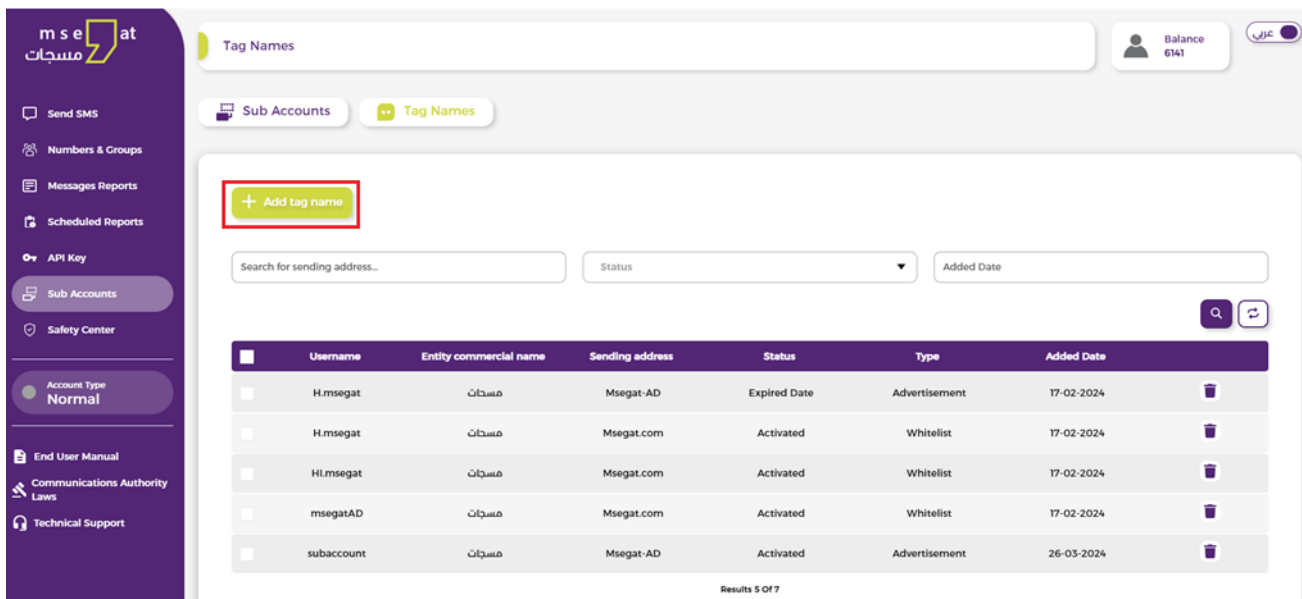 msegat
مسجات
Tag Names
Balance
6141
عربي
Send SMS
Numbers & Groups
Messages Reports
Scheduled Reports
API Key
Sub Accounts
Safety Center
Account Type
Normal
End User Manual
Communications Authority
Laws
Technical Support
Sub Accounts
Tag Names
+ Add tag name
Search for sending address...
Status
Added Date
Username Entity commercial name Sending address Status Type Added Date
H.msegat مسجات Msegat-AD Expired Date Advertisement 17-02-2024
H.msegat مسجات Msegat.com Activated Whitelist 17-02-2024
HI.msegat مسجات Msegat.com Activated Whitelist 17-02-2024
msegatAD مسجات Msegat.com Activated Whitelist 17-02-2024
subaccount مسجات Msegat-AD Activated Advertisement 26-03-2024
Results 5 Of 7